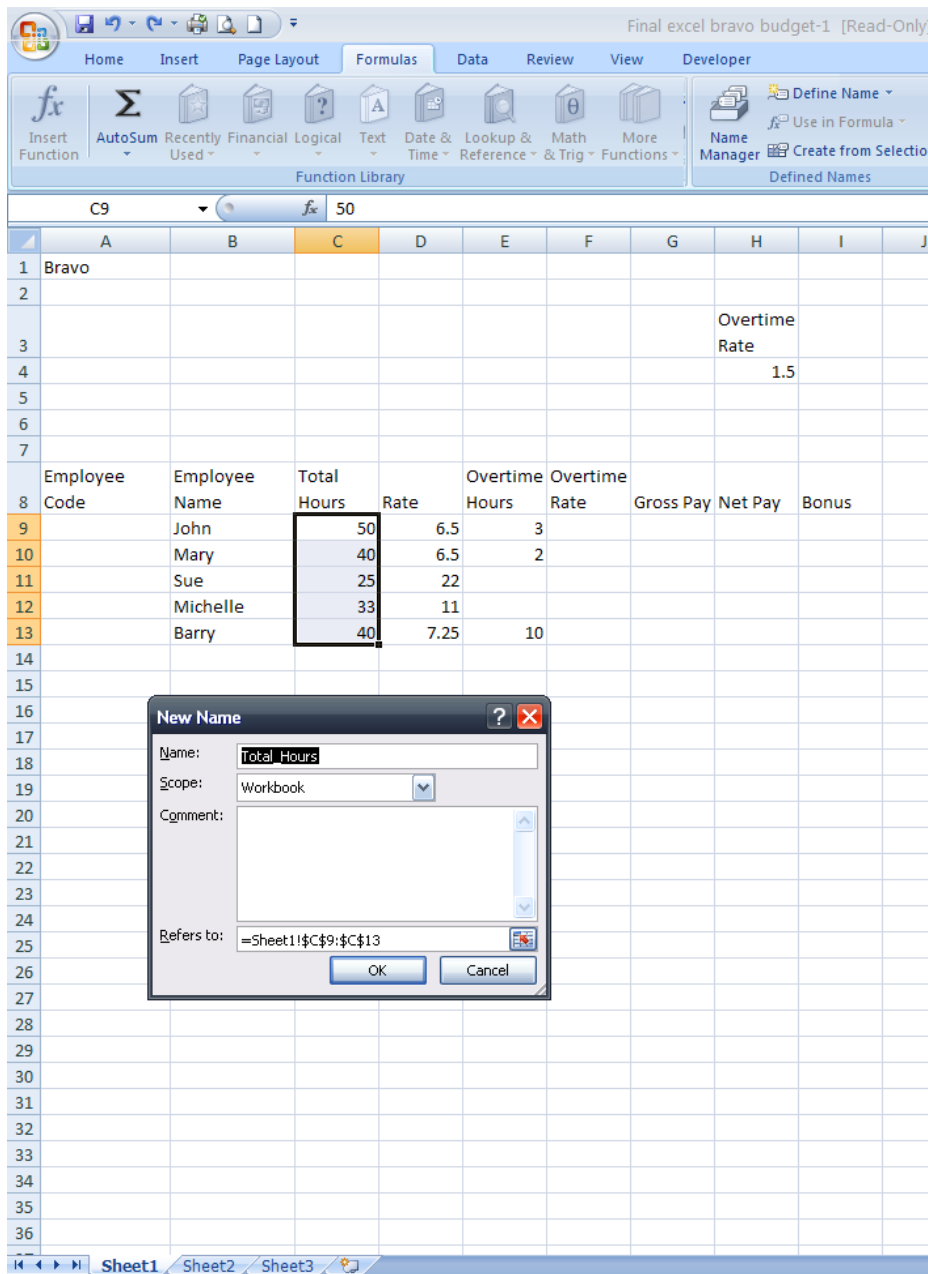 Final excel bravo budget-1 [Read-Only]
Home Insert Page Layout Formulas Data Review View Developer
fx Σ ? A θ
Insert Function
AutoSum
Recently Used
Financial
Logical
Text
Date & Time
Lookup & Reference
Math & Trig
More Functions
Function Library
Name Manager
Define Name
fx Use in Formula
Create from Selectio
Defined Names
C9 fx 50
A B C D E F G H I J
1 Bravo
2
3 Overtime Rate
4 1.5
5
6
7
8 Employee Code Employee Name Total Hours Rate Overtime Hours Overtime Rate Gross Pay Net Pay Bonus
9 John 50 6.5 3
10 Mary 40 6.5 2
11 Sue 25 22
12 Michelle 33 11
13 Barry 40 7.25 10
14
15
16
17
18
19
20
21
22
23
24
25
26
27
28
29
30
31
32
33
34
35
36
New Name ?
Name: Total_Hours
Scope: Workbook
Comment:
Refers to: =Sheet1!$C$9:$C$13
OK Cancel
Sheet1 Sheet2 Sheet3